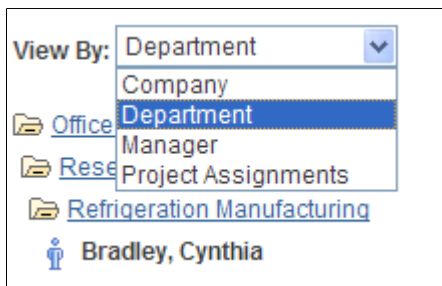 View By: Department
Company
Department
Office
Manager
Rese
Project Assignments
Refrigeration Manufacturing
Bradley, Cynthia